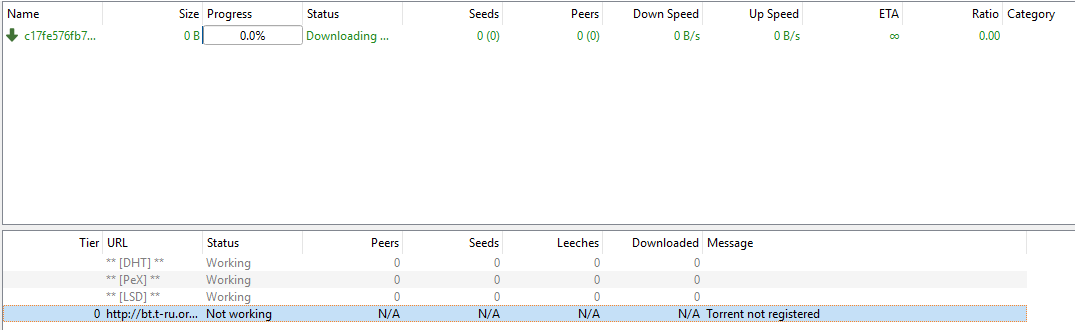 Name Size Progress Status Seeds Peers Down Speed Up Speed ETA Ratio Category
c17fe576fb7... 0 B 0.0% Downloading ... 0 (0) 0 (0) 0 B/s 0 B/s ∞ 0.00
Tier URL Status Peers Seeds Leeches Downloaded Message
** [DHT] ** Working 0 0 0 0
** [PeX] ** Working 0 0 0 0
** [LSD] ** Working 0 0 0 0
0 http://bt.t-ru.or... Not working N/A N/A N/A N/A Torrent not registered